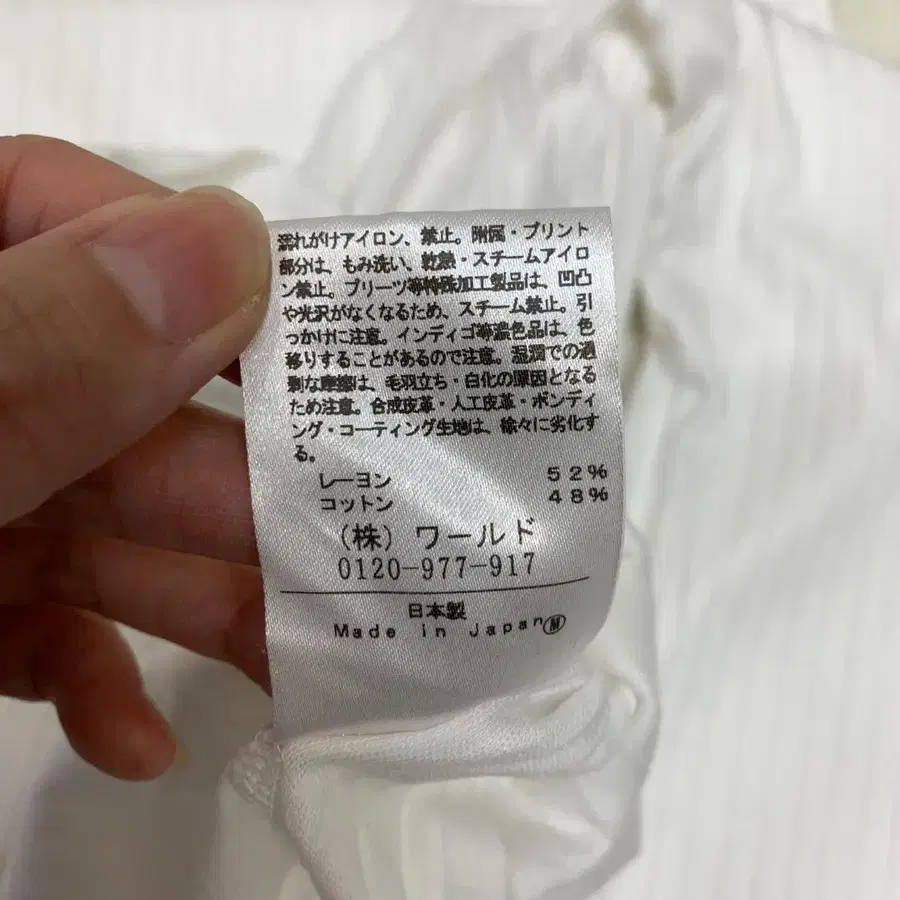 濡れがけアイロン、禁止。附属・プリント
部分は、もみ洗い、乾熱・スチームアイロ
ン禁止。プリーツ等特殊加工製品は、凹凸
や光沢がなくなるため、スチーム禁止。引
っかけに注意。インディゴ等濃色品は、色
移りすることがあるので注意。湿潤での過
剰な摩擦は、毛羽立ち・白化の原因となる
ため注意。合成皮革・人工皮革・ボンディ
ング・コーティング生地は、徐々に劣化す
る。
レーヨン 52%
コットン 48%
(株)ワールド
0120-977-917
日本製
Made in Japan Ⓜ